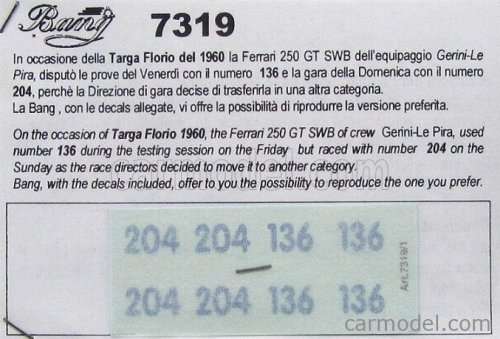 Bang 7319
In occasione della Targa Florio del 1960 la Ferrari 250 GT SWB dell'equipaggio Gerini-Le
Pira, disputò le prove del Venerdì con il numero 136 e la gara della Domenica con il numero
204, perchè la Direzione di gara decise di trasferirla in una altra categoria.
La Bang , con le decals allegate, vi offre la possibilità di riprodurre la versione preferita.
On the occasion of Targa Florio 1960, the Ferrari 250 GT SWB of crew Gerini-Le Pira, used
number 136 during the testing session on the Friday but raced with number 204 on the
Sunday as the race directors decided to move it to another category.
Bang, with the decals included, offer to you the possibility to reproduce the one you prefer.
204 204 136 136
204 204 136 136
Art.7319/1
carmodel.com
carmodel.com